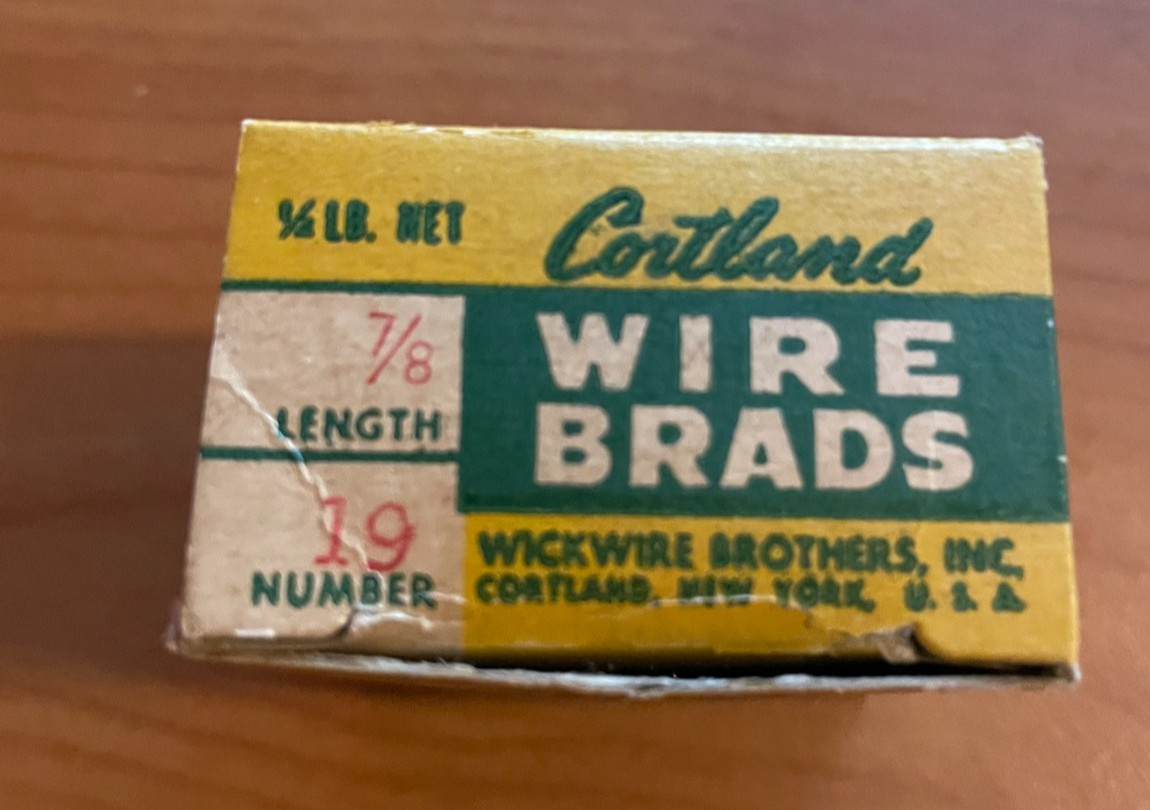 ½ LB. NET
Cortland
7/8
LENGTH
19
NUMBER
WIRE
BRADS
WICKWIRE BROTHERS, INC.
CORTLAND, NEW YORK, U. S. A.